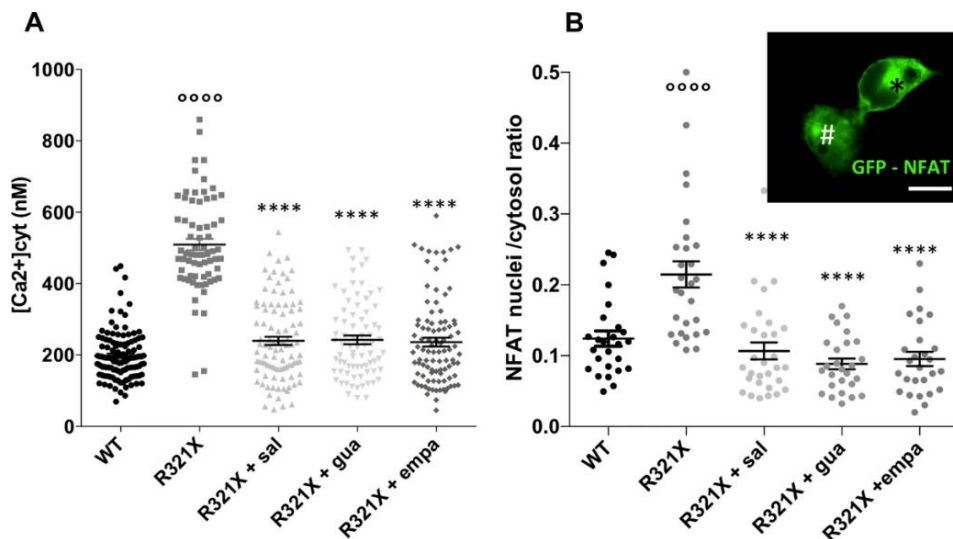 A
[Ca2+]cyt (nM)
1000
800
600
400
200
0
°°°°
****
****
****
WT
R321X
R321X + sal
R321X + gua
R321X + empa
B
NFAT nuclei /cytosol ratio
0.5
0.4
0.3
0.2
0.1
0.0
°°°°
****
****
****
WT
R321X
R321X + sal
R321X + gua
R321X +empa
*
#
GFP - NFAT